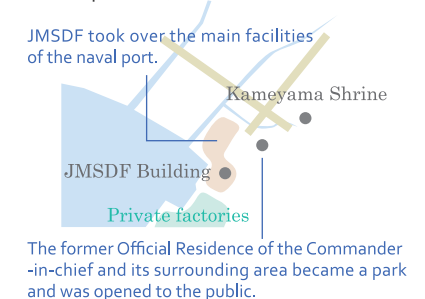 JMSDF took over the main facilities
of the naval port.
Kameyama Shrine
JMSDF Building
Private factories
The former Official Residence of the Commander
-in-chief and its surrounding area became a park
and was opened to the public.